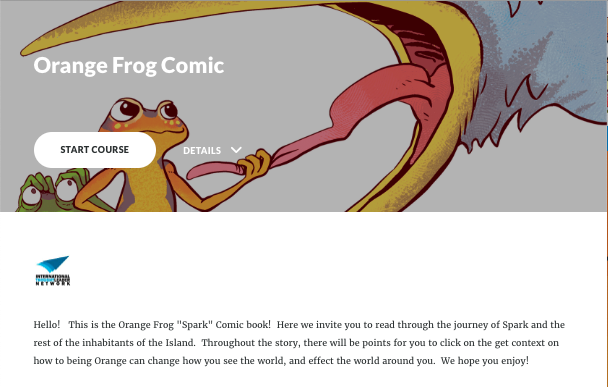 Orange Frog Comic
START COURSE
DETAILS
INTERNATIONAL
THOUGHT LEADER
NETWORK
Hello!   This is the Orange Frog "Spark" Comic book!  Here we invite you to read through the journey of Spark and the
rest of the inhabitants of the Island.  Throughout the story, there will be points for you to click on the get context on
how to being Orange can change how you see the world, and effect the world around you.  We hope you enjoy!